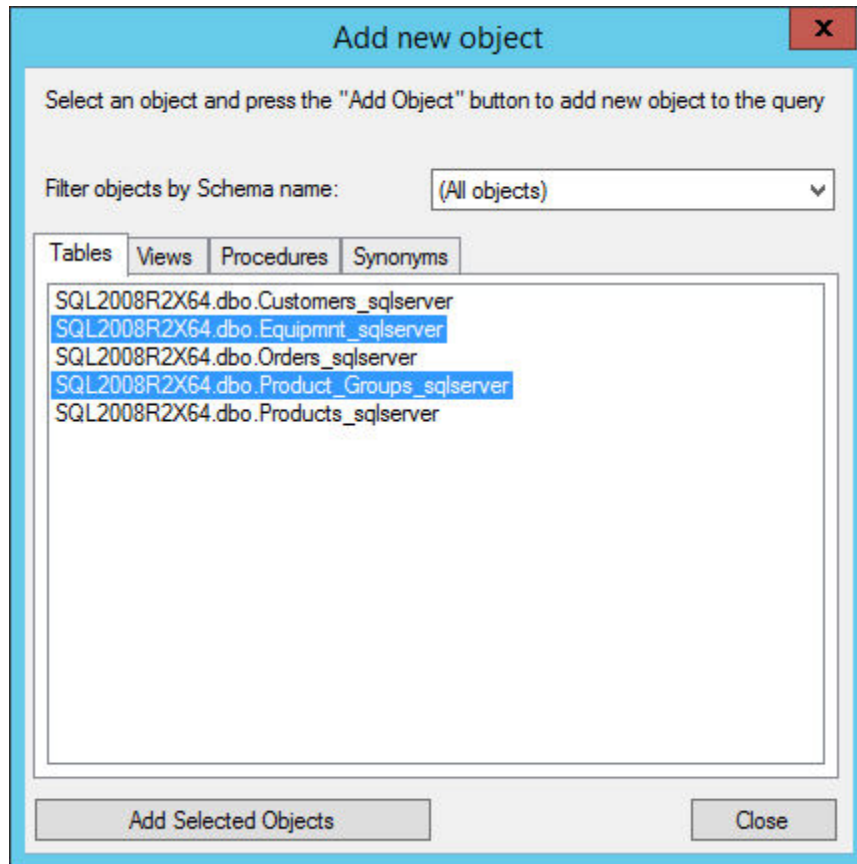 Add new object
X
Select an object and press the "Add Object" button to add new object to the query
Filter objects by Schema name: (All objects)
Tables Views Procedures Synonyms
SQL2008R2X64.dbo.Customers_sqlserver
SQL2008R2X64.dbo.Equipmnt_sqlserver
SQL2008R2X64.dbo.Orders_sqlserver
SQL2008R2X64.dbo.Product_Groups_sqlserver
SQL2008R2X64.dbo.Products_sqlserver
Add Selected Objects Close